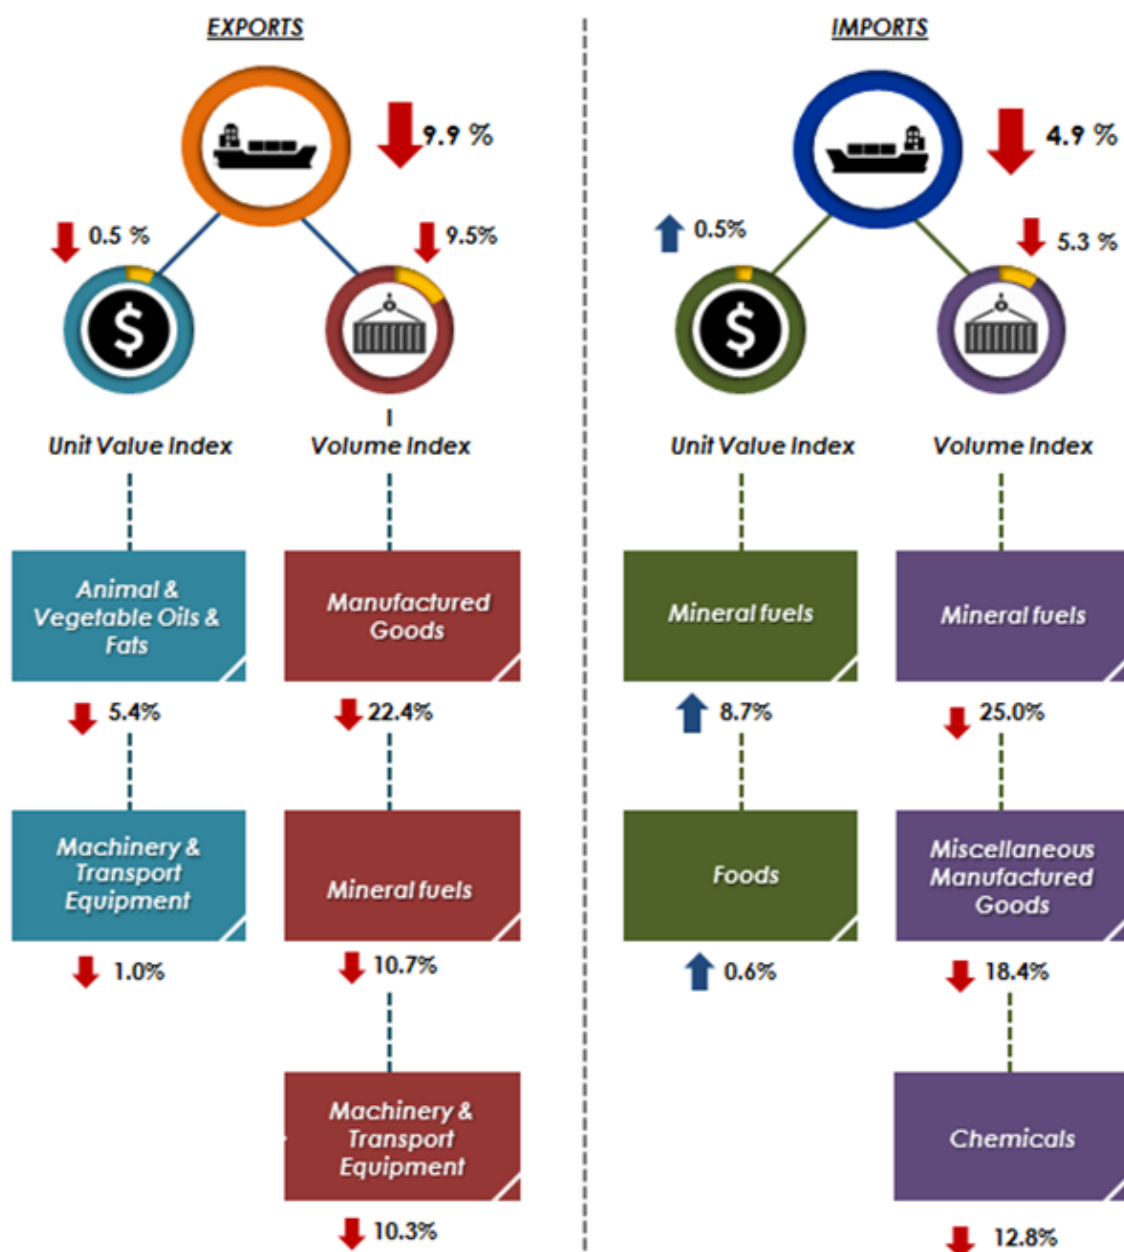 EXPORTS
IMPORTS
9.9 %
4.9 %
0.5 %
9.5%
0.5%
5.3 %
$
$
Unit Value Index
Volume Index
Unit Value Index
Volume Index
Animal &
Vegetable Oils &
Fats
Manufactured
Goods
Mineral fuels
Mineral fuels
5.4%
22.4%
8.7%
25.0%
Machinery &
Transport
Equipment
Mineral fuels
Foods
Miscellaneous
Manufactured
Goods
1.0%
10.7%
0.6%
18.4%
Machinery &
Transport
Equipment
Chemicals
10.3%
12.8%